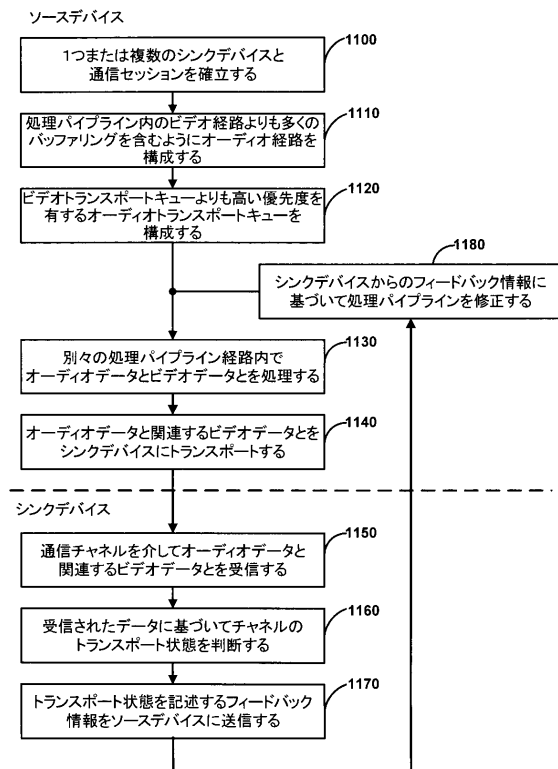 ソースデバイス
1100
1つまたは複数のシンクデバイスと
通信セッションを確立する
1110
処理パイプライン内のビデオ経路よりも多くの
バッファリングを含むようにオーディオ経路を
構成する
1120
ビデオトランスポートキューよりも高い優先度を
有するオーディオトランスポートキューを
構成する
1180
シンクデバイスからのフィードバック情報に
基づいて処理パイプラインを修正する
1130
別々の処理パイプライン経路内で
オーディオデータとビデオデータとを処理する
1140
オーディオデータと関連するビデオデータとを
シンクデバイスにトランスポートする
シンクデバイス
1150
通信チャネルを介してオーディオデータと
関連するビデオデータとを受信する
1160
受信されたデータに基づいてチャネルの
トランスポート状態を判断する
1170
トランスポート状態を記述するフィードバック
情報をソースデバイスに送信する